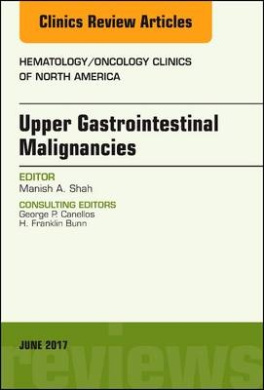 Clinics Review Articles
HEMATOLOGY/ONCOLOGY CLINICS
OF NORTH AMERICA
Upper Gastrointestinal
Malignancies
EDITOR
Manish A. Shah
CONSULTING EDITORS
George P. Canellos
H. Franklin Bunn
JUNE 2017
reviews